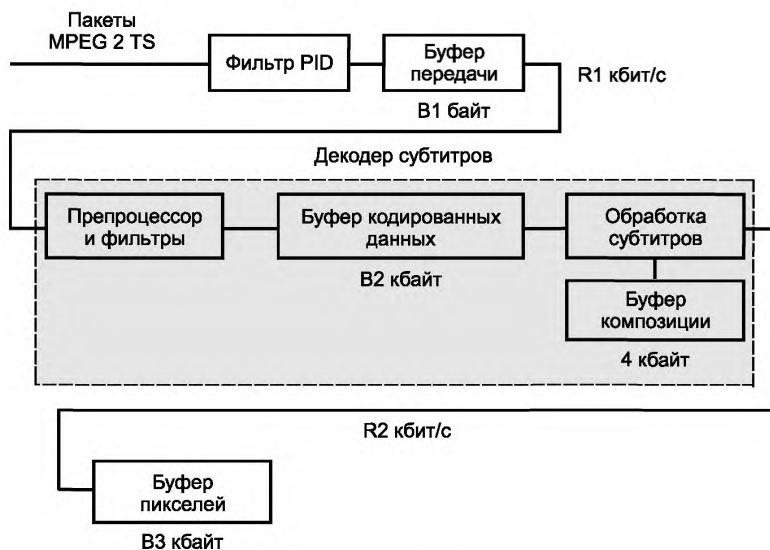 Пакеты
MPEG 2 TS
Фильтр PID
Буфер
передачи
R1 кбит/с
B1 байт
Декодер субтитров
Препроцессор
и фильтры
Буфер кодированных
данных
Обработка
субтитров
B2 кбайт
Буфер
композиции
4 кбайт
R2 кбит/с
Буфер
пикселей
B3 кбайт